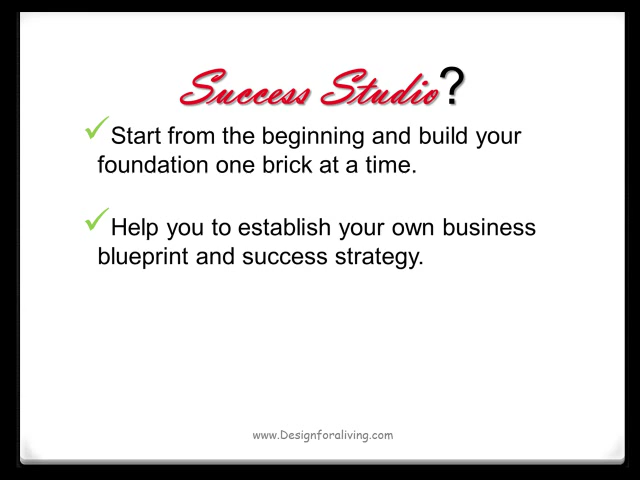 Success Studio?
Start from the beginning and build your
foundation one brick at a time.
Help you to establish your own business
blueprint and success strategy.
www.Designforaliving.com